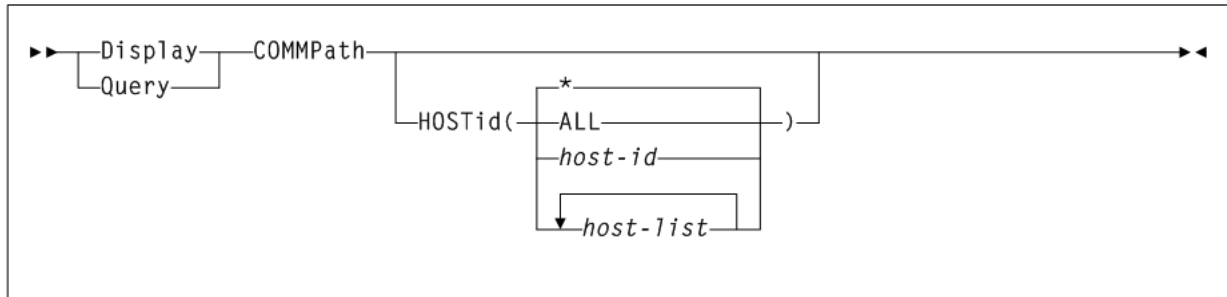 Display COMMPath
Query
*
HOSTid( ALL )
host-id
host-list